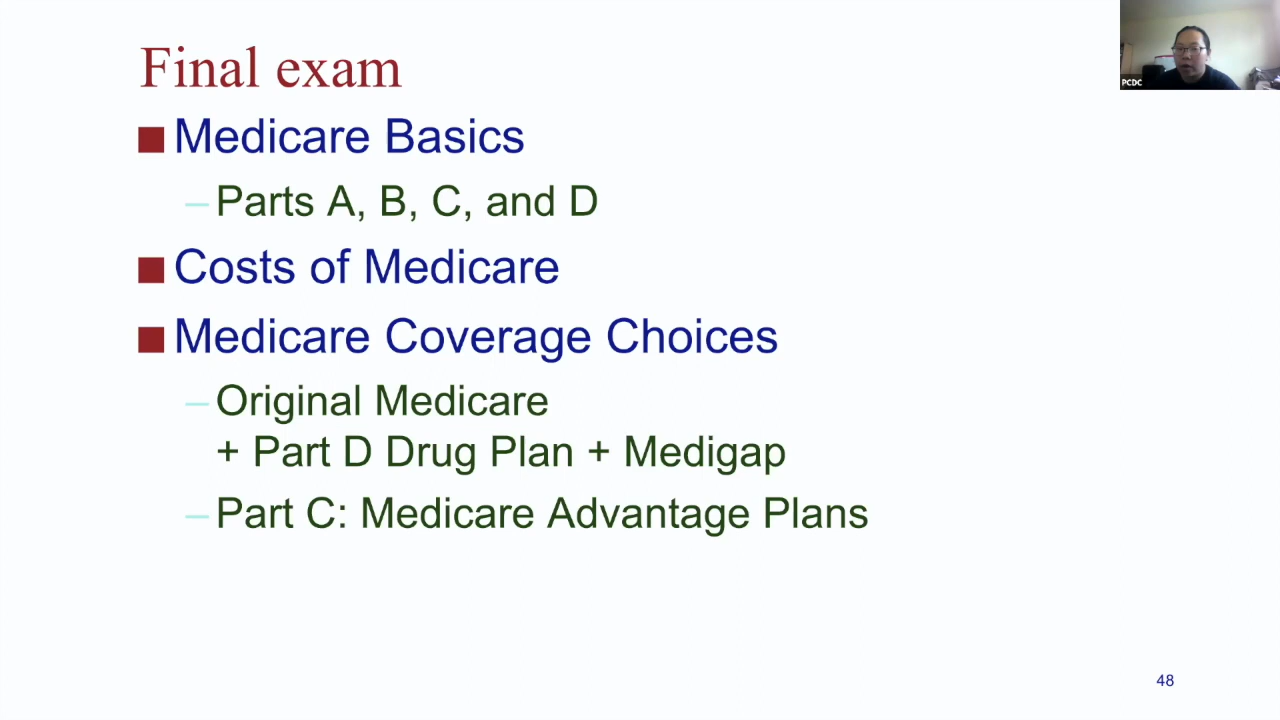 Final exam
Medicare Basics
–Parts A, B, C, and D
Costs of Medicare
Medicare Coverage Choices
–Original Medicare
+ Part D Drug Plan + Medigap
–Part C: Medicare Advantage Plans
48
PCDC